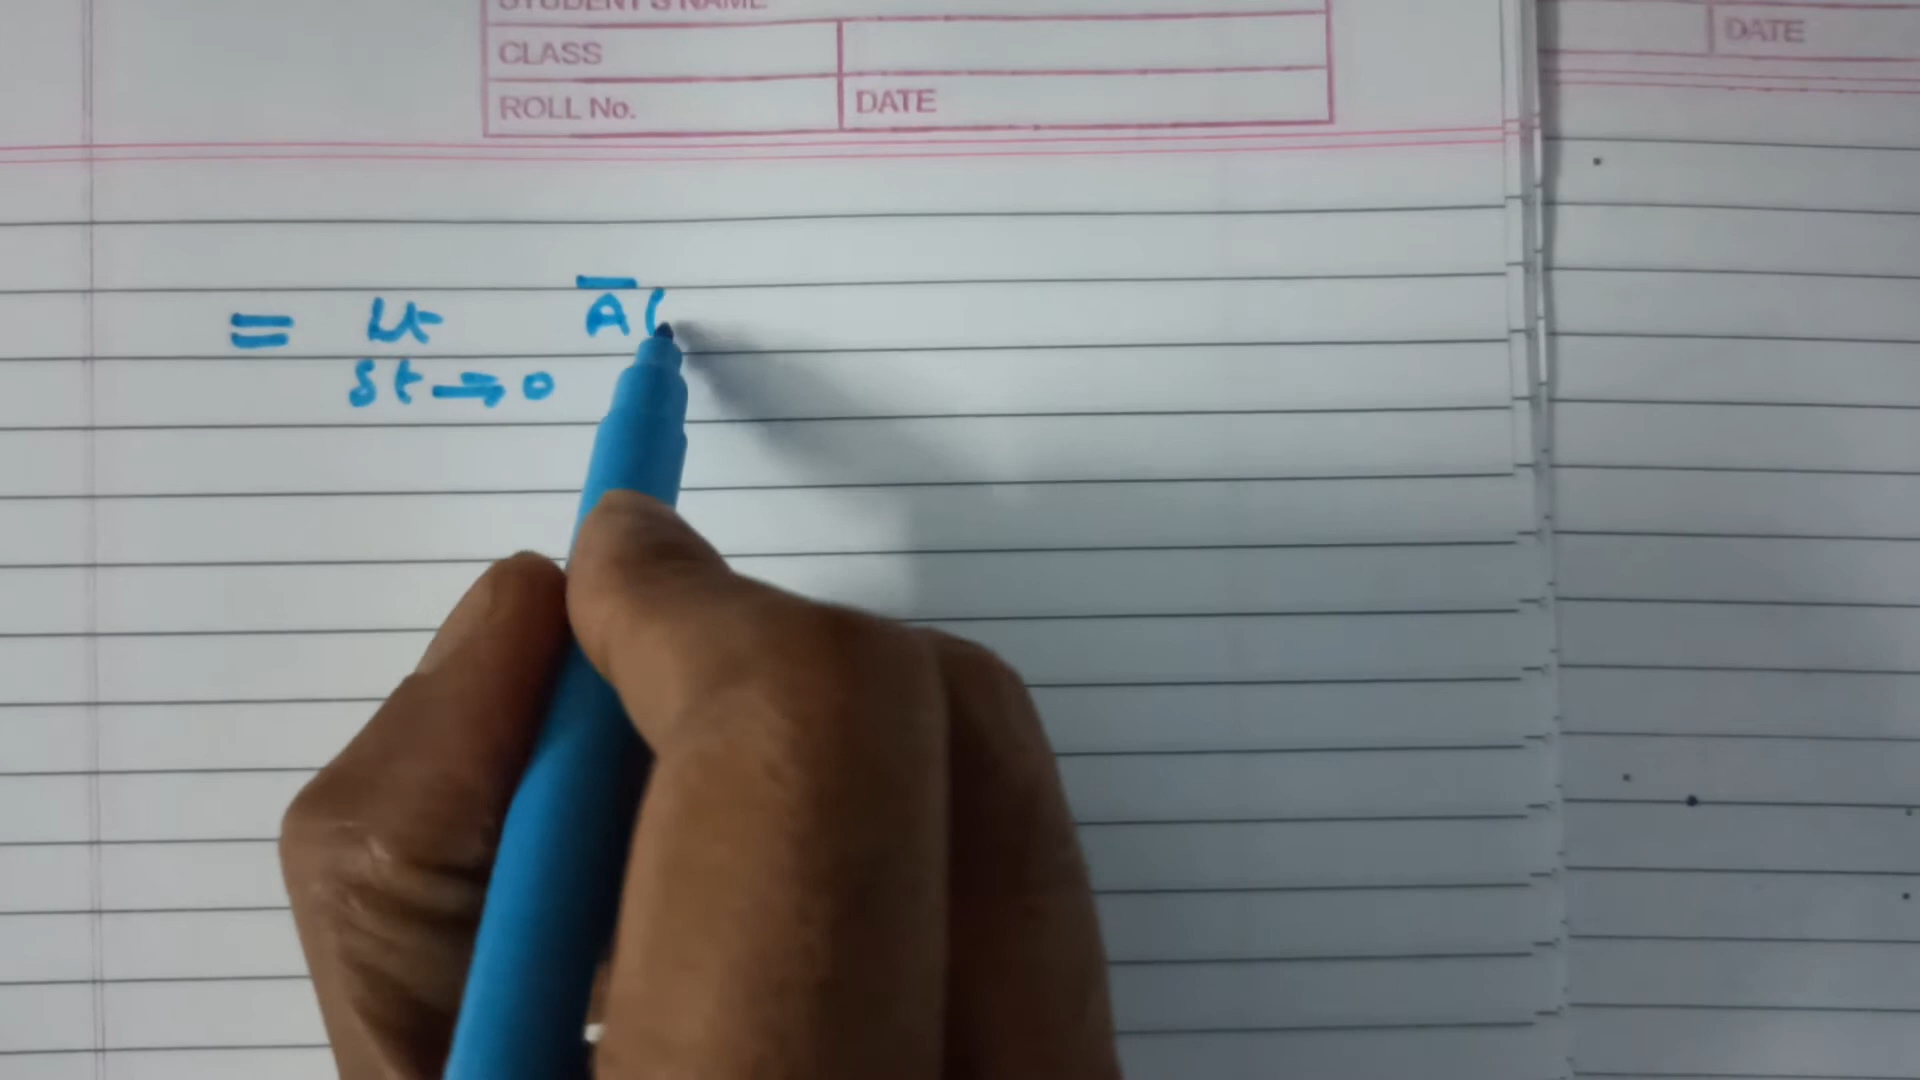 STUDENT'S NAME
CLASS
ROLL No. DATE
DATE
= Lt A̅ (
δt → 0